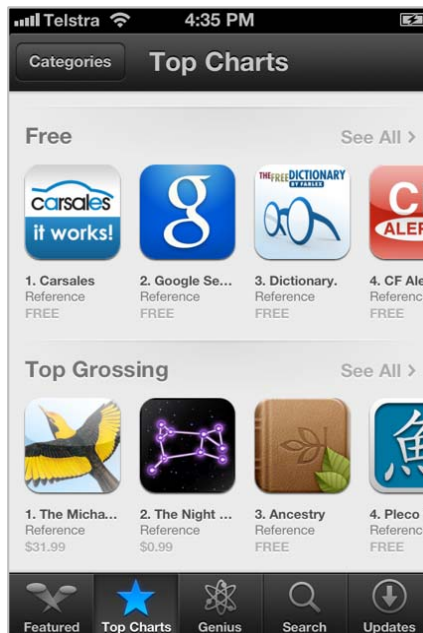 Telstra 4:35 PM
Categories Top Charts
Free See All >
carsales
it works!
g
THE FREE DICTIONARY
BY FARLEX
C
ALER
1. Carsales 2. Google Se... 3. Dictionary. 4. CF Ale
Reference Reference Reference Referenc
FREE FREE FREE FREE
Top Grossing See All >
魚
1. The Micha... 2. The Night ... 3. Ancestry 4. Pleco
Reference Reference Reference Referenc
$31.99 $0.99 FREE FREE
Featured Top Charts Genius Search Updates